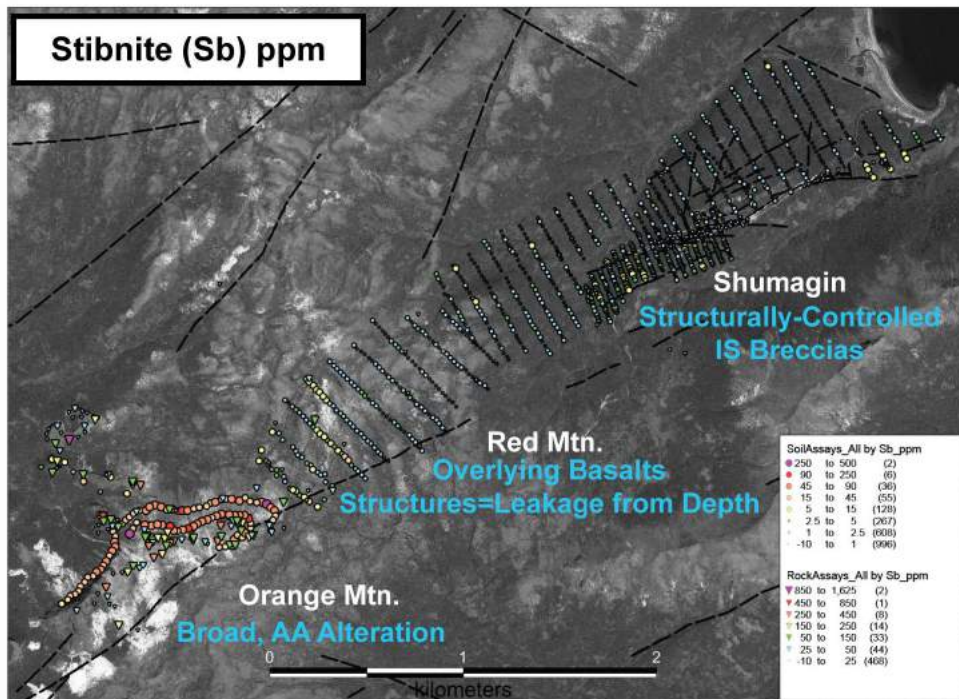 Stibnite (Sb) ppm
Shumagin
Structurally-Controlled
IS Breccias
Red Mtn.
Overlying Basalts
Structures=Leakage from Depth
Orange Mtn.
Broad, AA Alteration
0 1 2
kilometers
SoilAssays_All by Sb_ppm
250 to 500 (2)
90 to 250 (6)
45 to 90 (36)
15 to 45 (55)
5 to 15 (128)
2.5 to 5 (267)
1 to 2.5 (608)
-10 to 1 (996)
RockAssays_All by Sb_ppm
850 to 1,625 (2)
450 to 850 (1)
250 to 450 (8)
150 to 250 (14)
50 to 150 (33)
25 to 50 (44)
-10 to 25 (468)